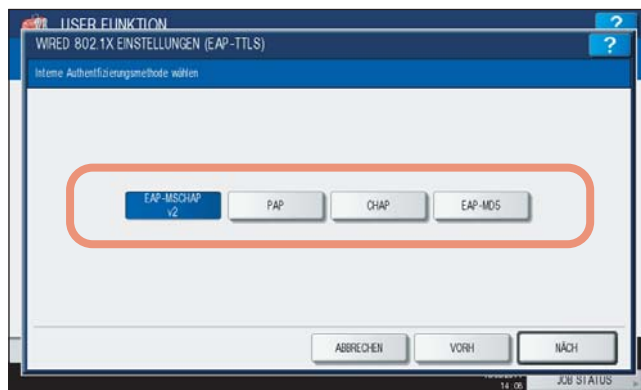 USER FUNKTION
?
WIRED 802.1X EINSTELLUNGEN (EAP-TTLS)
?
Interne Authentfizierungsmethode wählen
EAP-MSCHAP
v2
PAP
CHAP
EAP-MD5
ABBRECHEN
VORH
NÄCH
14:06
JOB STATUS